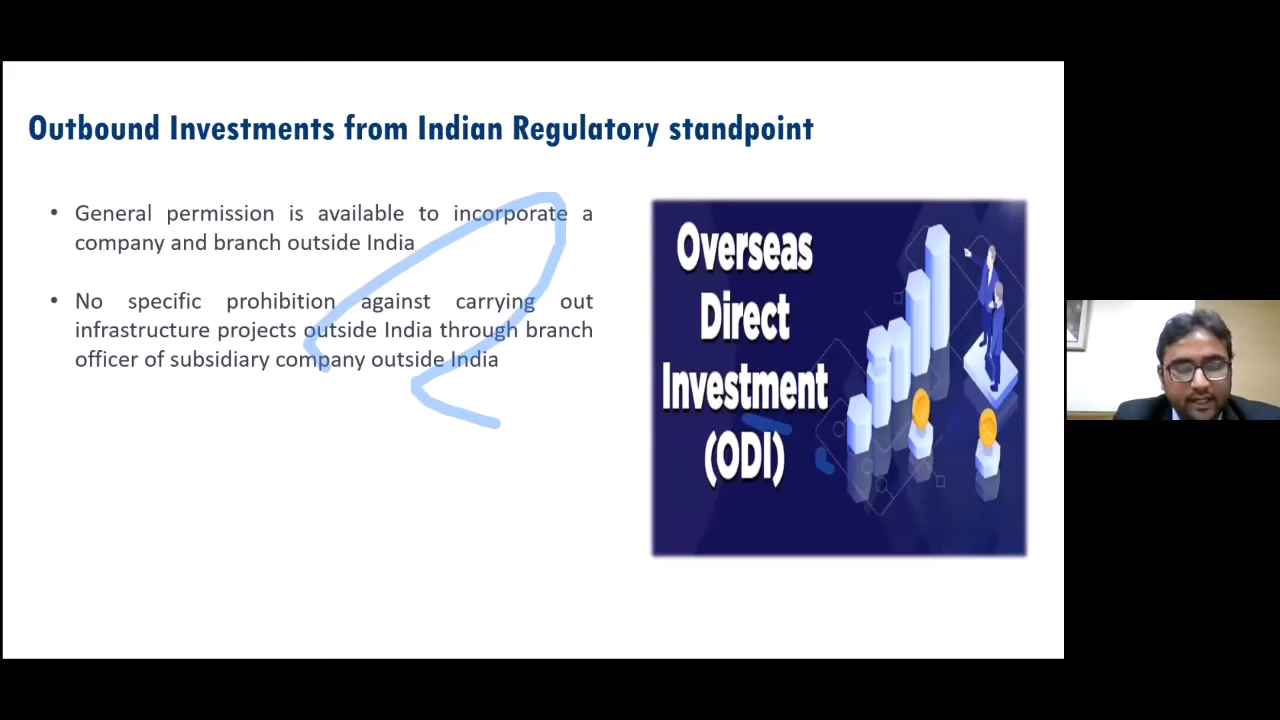 Outbound Investments from Indian Regulatory standpoint
• General permission is available to incorporate a
company and branch outside India
• No specific prohibition against carrying out
infrastructure projects outside India through branch
officer of subsidiary company outside India
Overseas
Direct
Investment
(ODI)